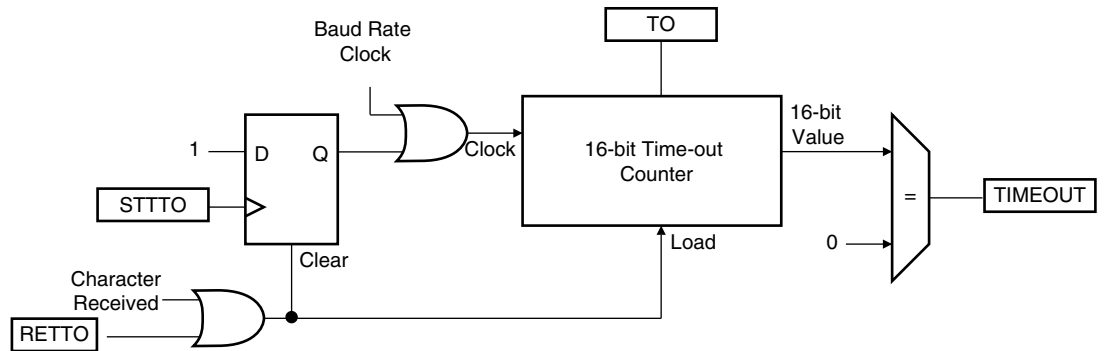 TO
Baud Rate
Clock
16-bit
Value
1
D
Q
Clock
16-bit Time-out
Counter
STTTO
=
TIMEOUT
Clear
Load
0
Character
Received
RETTO